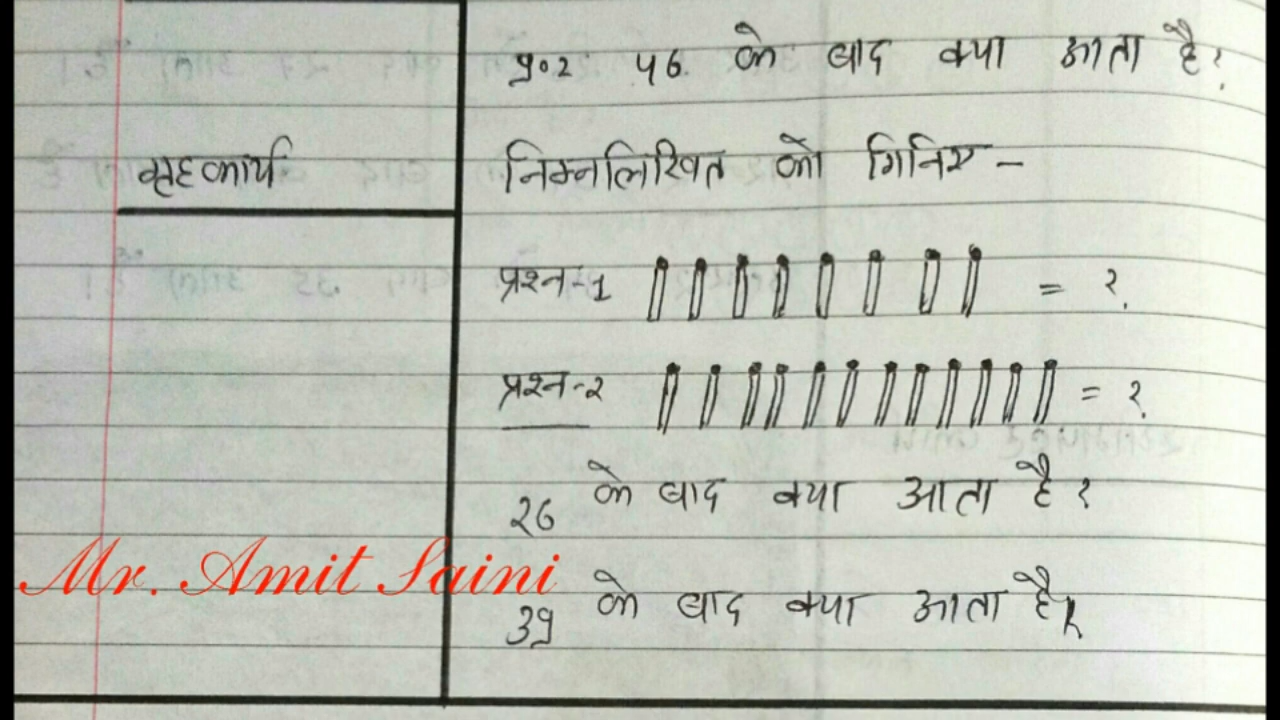 प्र०2 46. के बाद क्या आता है?
गृहकार्य
निम्नलिखित को गिनिए -
प्रश्न-1 = ?
प्रश्न-2 = ?
26 के बाद क्या आता है?
39 के बाद क्या आता है?
Mr. Amit Saini